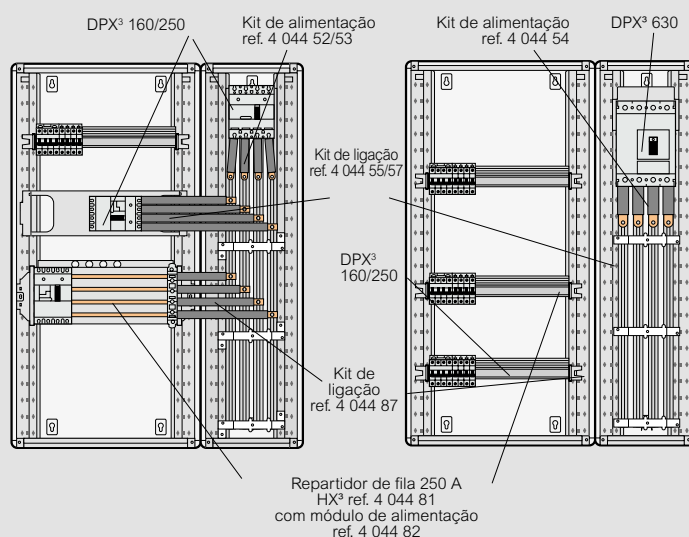 DPX³ 160/250
Kit de alimentação
ref. 4 044 52/53
Kit de alimentação
ref. 4 044 54
DPX³ 630
Kit de ligação
ref. 4 044 55/57
DPX³
160/250
Kit de
ligação
ref. 4 044 87
Repartidor de fila 250 A
HX³ ref. 4 044 81
com módulo de alimentação
ref. 4 044 82